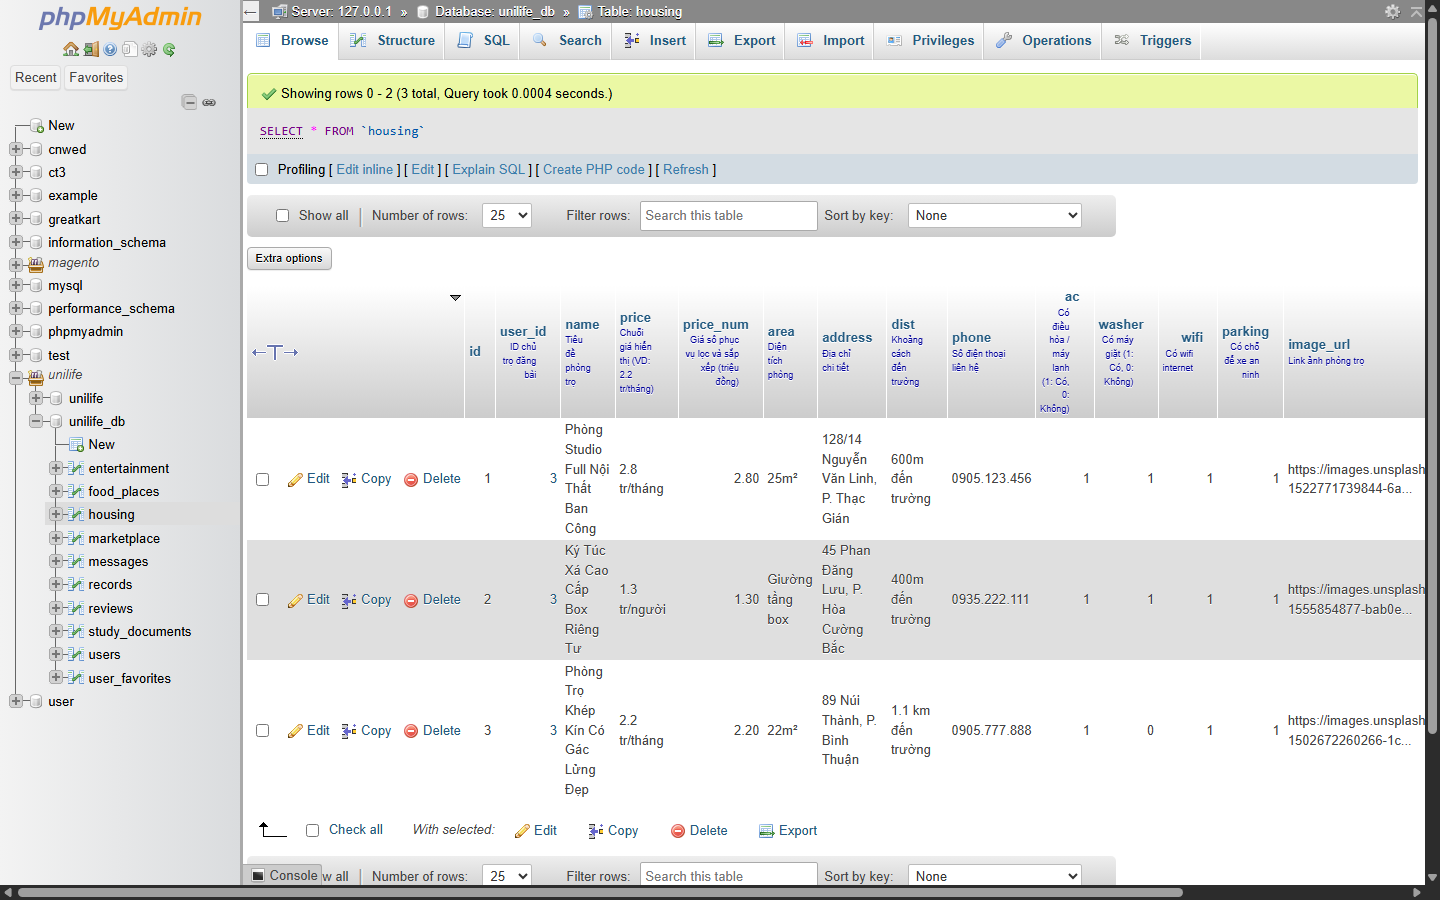 phpMyAdmin
Recent Favorites
New
cnwed
ct3
example
greatkart
information_schema
magento
mysql
performance_schema
phpmyadmin
test
unilife
unilife
unilife_db
New
entertainment
food_places
housing
marketplace
messages
records
reviews
study_documents
users
user_favorites
user
Server: 127.0.0.1 » Database: unilife_db » Table: housing
Browse Structure SQL Search Insert Export Import Privileges Operations Triggers
Showing rows 0 - 2 (3 total, Query took 0.0004 seconds.)
SELECT * FROM `housing`
Profiling [ Edit inline ] [ Edit ] [ Explain SQL ] [ Create PHP code ] [ Refresh ]
Show all Number of rows: 25 Filter rows: Search this table Sort by key: None
Extra options
id
user_id
ID chủ
trọ đăng
bài
name
Tiêu
đề
phòng
trọ
price
Chuỗi
giá hiển
thị (VD:
2.2
tr/tháng)
price_num
Giá số phục
vụ lọc và sắp
xếp (triệu
đồng)
area
Diện
tích
phòng
address
Địa chỉ
chi tiết
dist
Khoảng
cách
đến
trường
phone
Số điện thoại
liên hệ
ac
Có
điều
hòa /
máy
lạnh
(1: Có,
0:
Không)
washer
Có máy
giặt (1:
Có, 0:
Không)
wifi
Có wifi
internet
parking
Có chỗ
để xe an
ninh
image_url
Link ảnh phòng trọ
Edit Copy Delete 1 3
Phòng
Studio
Full Nội
Thất
Ban
Công
2.8
tr/tháng
2.80 25m²
128/14
Nguyễn
Văn Linh,
P. Thạc
Gián
600m
đến
trường
0905.123.456 1 1 1 1
https://images.unsplash
1522771739844-6a...
Edit Copy Delete 2 3
Ký Túc
Xá Cao
Cấp
Box
Riêng
Tư
1.3
tr/người
1.30
Giường
tầng
box
45 Phan
Đăng
Lưu, P.
Hòa
Cường
Bắc
400m
đến
trường
0935.222.111 1 1 1 1
https://images.unsplash
1555854877-bab0e...
Edit Copy Delete 3 3
Phòng
Trọ
Khép
Kín Có
Gác
Lửng
Đẹp
2.2
tr/tháng
2.20 22m²
89 Núi
Thành, P.
Bình
Thuận
1.1 km
đến
trường
0905.777.888 1 0 1 1
https://images.unsplash
1502672260266-1c...
Check all With selected: Edit Copy Delete Export
Console w all Number of rows: 25 Filter rows: Search this table Sort by key: None